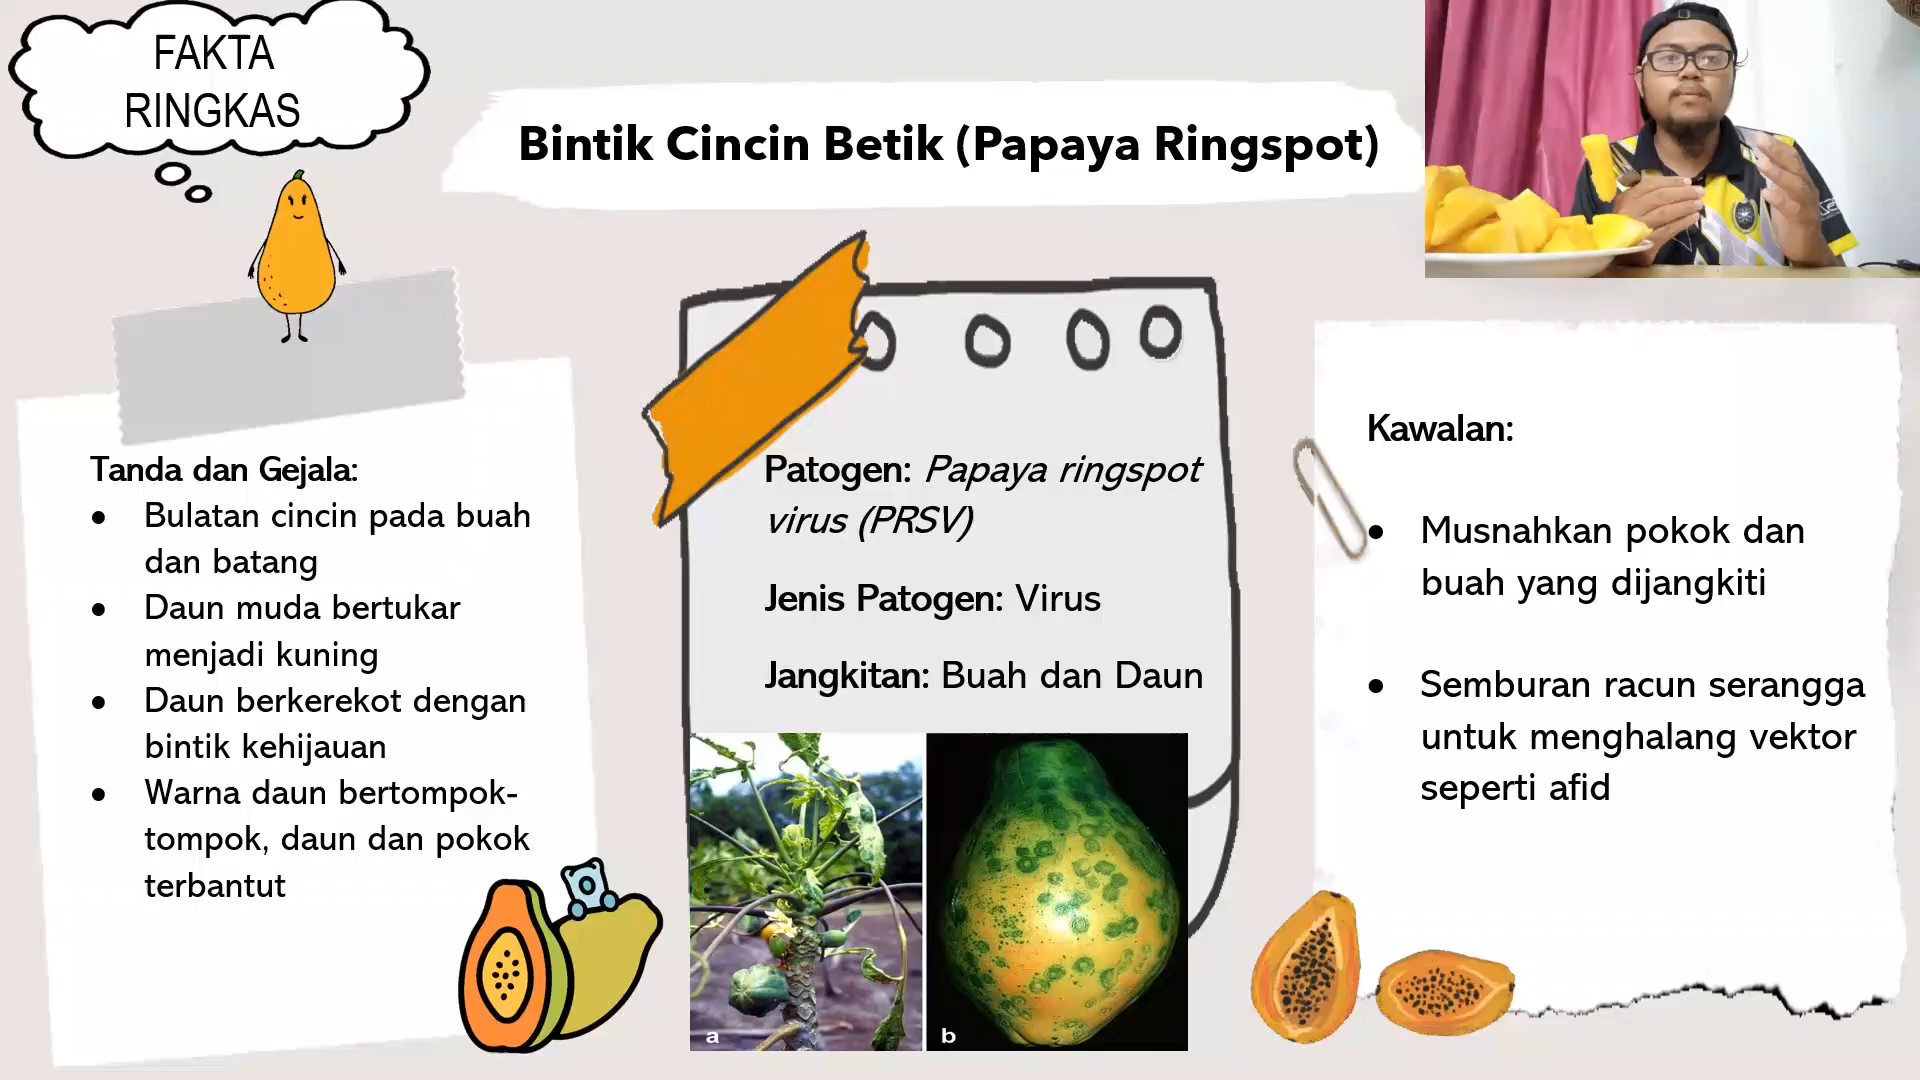 FAKTA
RINGKAS
Bintik Cincin Betik (Papaya Ringspot)
Tanda dan Gejala:
• Bulatan cincin pada buah
dan batang
• Daun muda bertukar
menjadi kuning
• Daun berkerekot dengan
bintik kehijauan
• Warna daun bertompok-
tompok, daun dan pokok
terbantut
Patogen: Papaya ringspot
virus (PRSV)
Jenis Patogen: Virus
Jangkitan: Buah dan Daun
a
b
Kawalan:
• Musnahkan pokok dan
buah yang dijangkiti
• Semburan racun serangga
untuk menghalang vektor
seperti afid